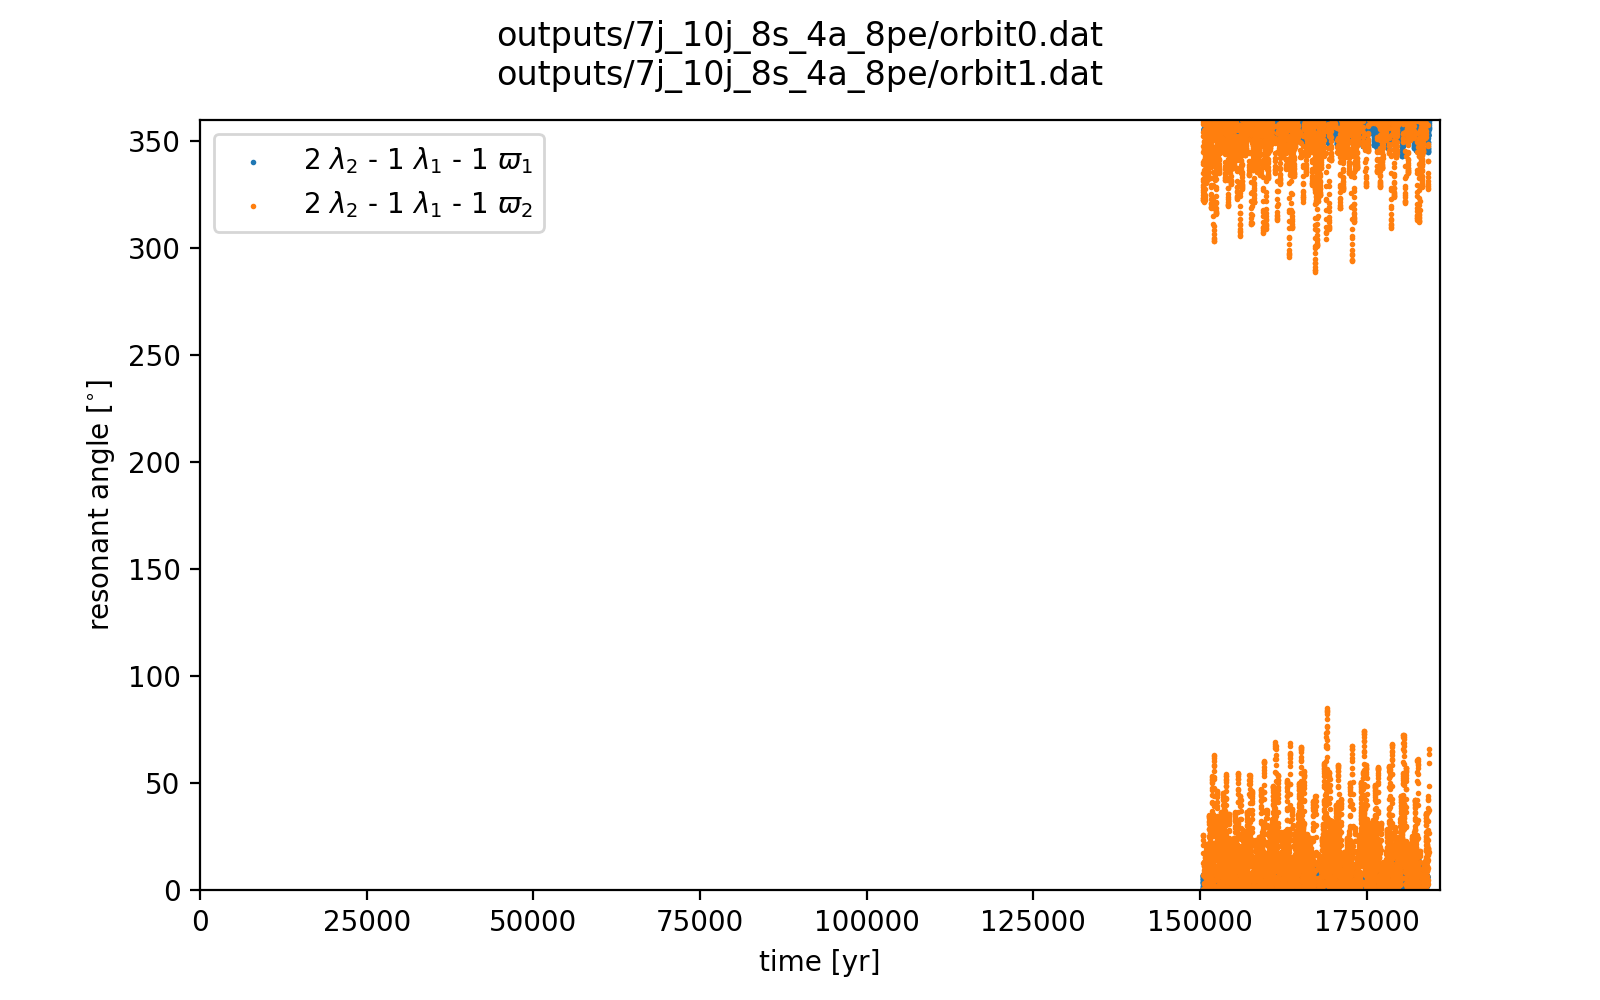 outputs/7j_10j_8s_4a_8pe/orbit0.dat
outputs/7j_10j_8s_4a_8pe/orbit1.dat
2 λ₂ - 1 λ₁ - 1 ϖ₁
2 λ₂ - 1 λ₁ - 1 ϖ₂
resonant angle [°]
350
300
250
200
150
100
50
0
0 25000 50000 75000 100000 125000 150000 175000
time [yr]